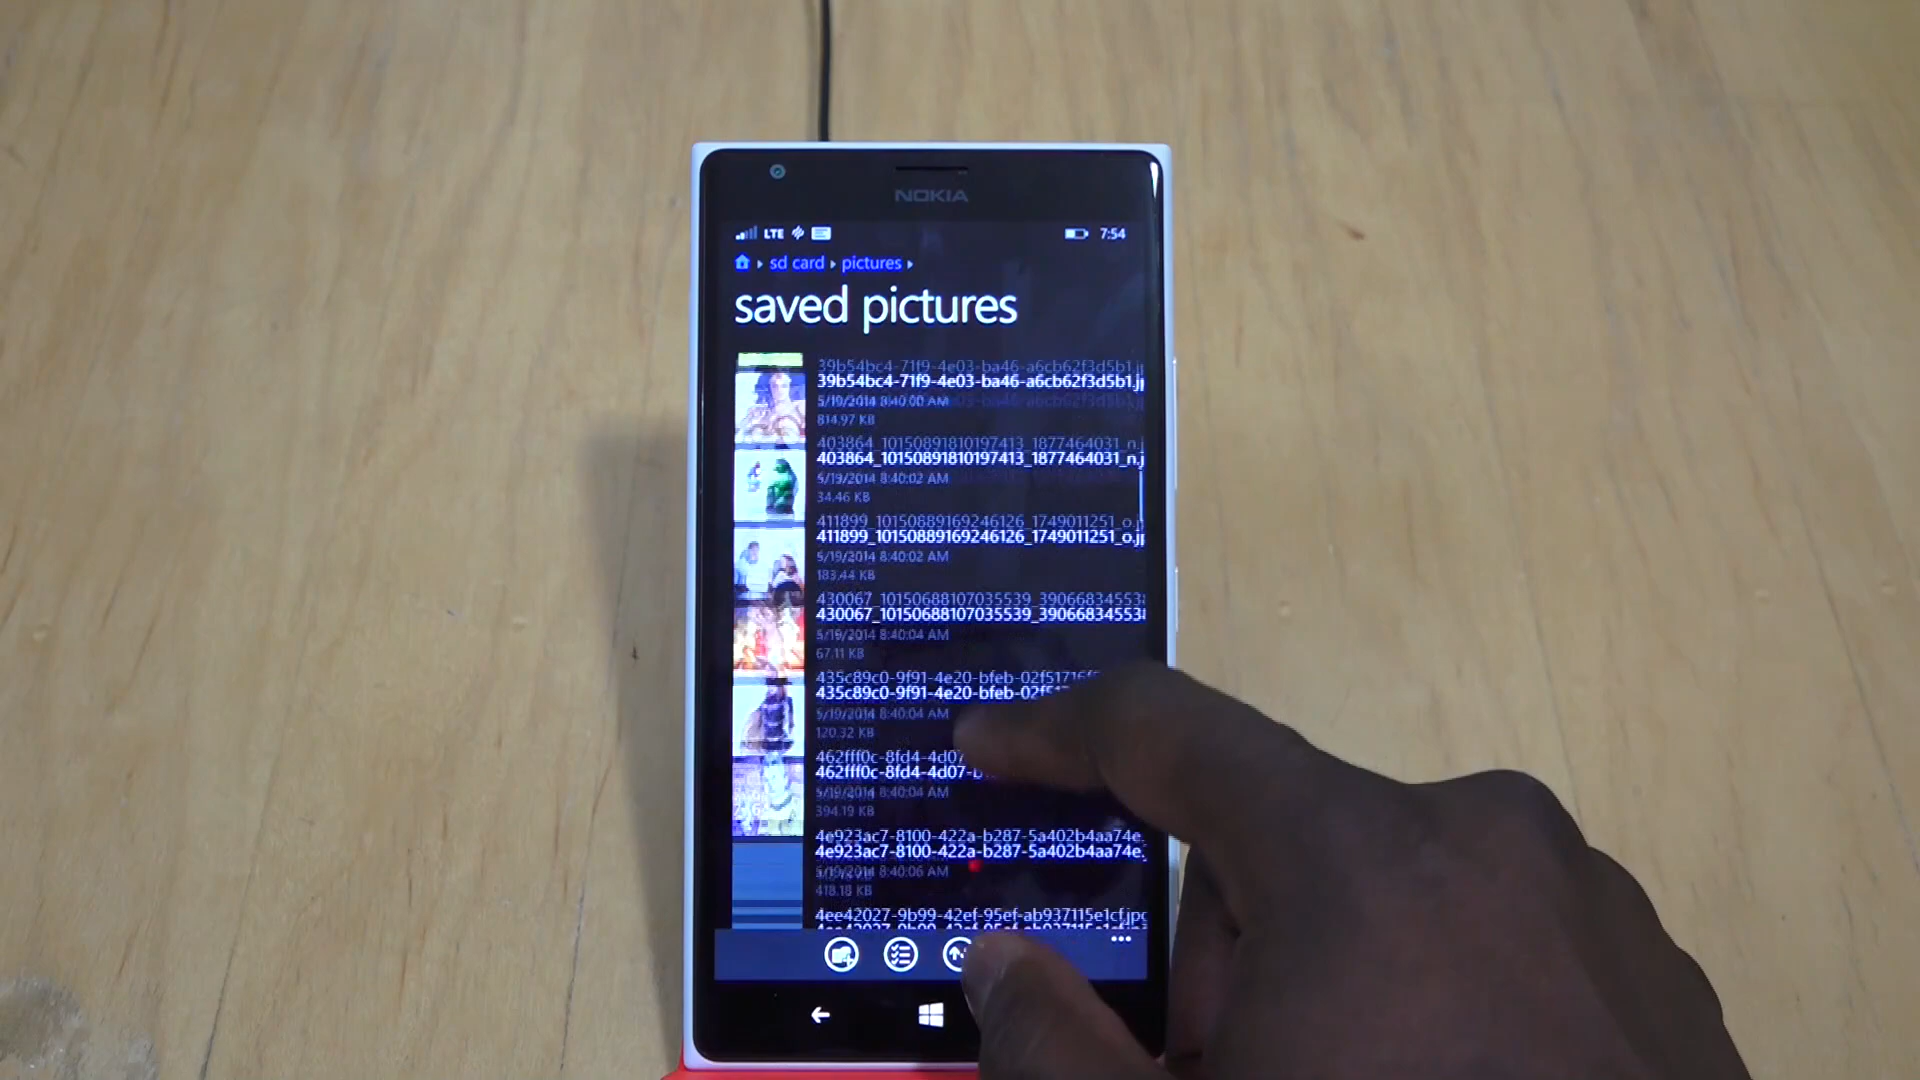 NOKIA
LTE 7:54
sd card pictures
saved pictures
39b54bc4-71f9-4e03-ba46-a6cb62f3d5b1.j
5/19/2014 8:40:00 AM
814.97 KB
403864_10150891810197413_1877464031_n.j
5/19/2014 8:40:02 AM
34.46 KB
411899_10150889169246126_1749011251_o.j
5/19/2014 8:40:02 AM
183.44 KB
430067_10150688107035539_390668345538
5/19/2014 8:40:04 AM
67.11 KB
435c89c0-9f91-4e20-bfeb-02f51716f
5/19/2014 8:40:04 AM
120.32 KB
462fff0c-8fd4-4d07-b
5/19/2014 8:40:04 AM
394.19 KB
4e923ac7-8100-422a-b287-5a402b4aa74e
5/19/2014 8:40:06 AM
418.18 KB
4ee42027-9b99-42ef-95ef-ab937115e1cf.jpg